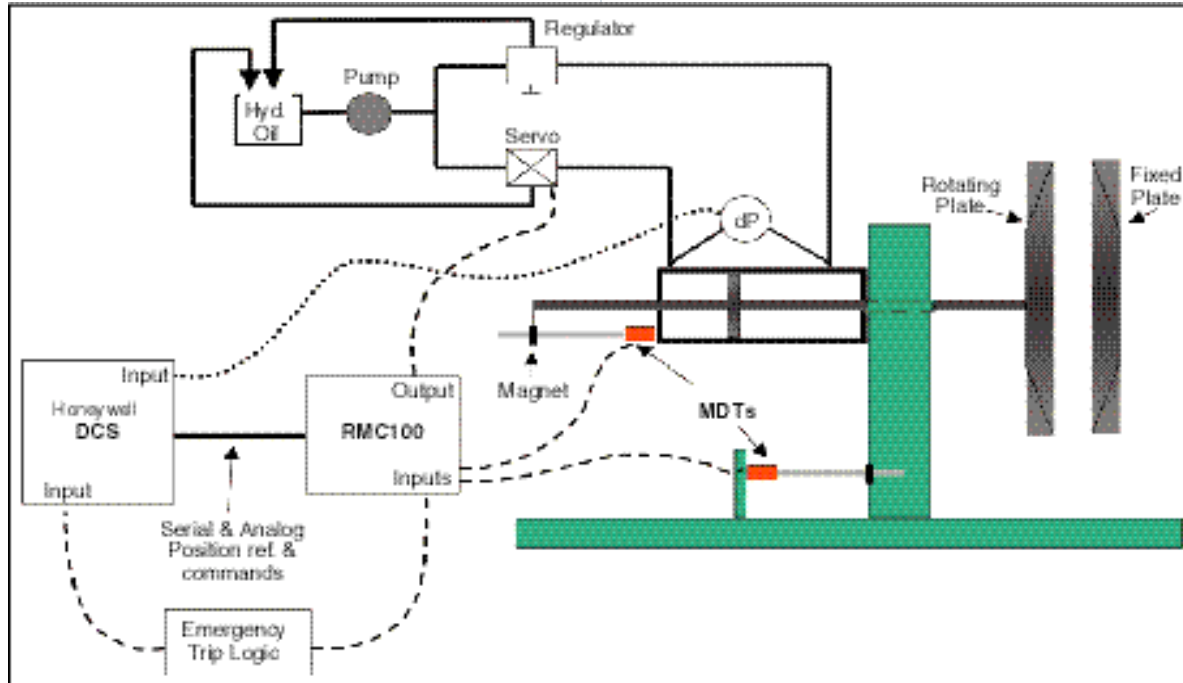 Regulator
Pump
Hyd.
Oil
Servo
dP
Rotating
Plate
Fixed
Plate
Magnet
MDTs
Input
Honeywell
DCS
Input
Output
RMC100
Inputs
Serial & Analog
Position ref. &
commands
Emergency
Trip Logic